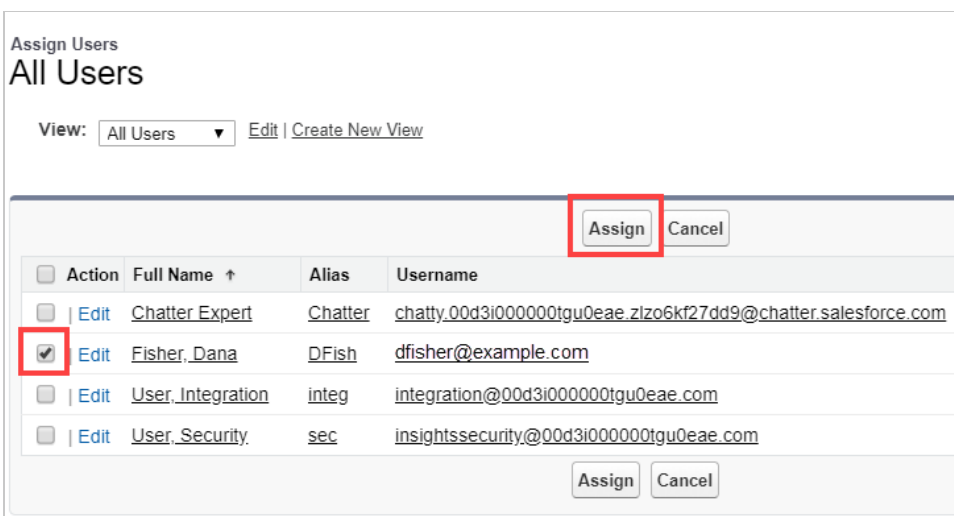 Assign Users
All Users
View: All Users ▼ Edit | Create New View
Assign Cancel
Action Full Name ↑ Alias Username
| Edit Chatter Expert Chatter chatty.00d3i000000tgu0eae.zlzo6kf27dd9@chatter.salesforce.com
| Edit Fisher, Dana DFish dfisher@example.com
| Edit User, Integration integ integration@00d3i000000tgu0eae.com
| Edit User, Security sec insightssecurity@00d3i000000tgu0eae.com
Assign Cancel